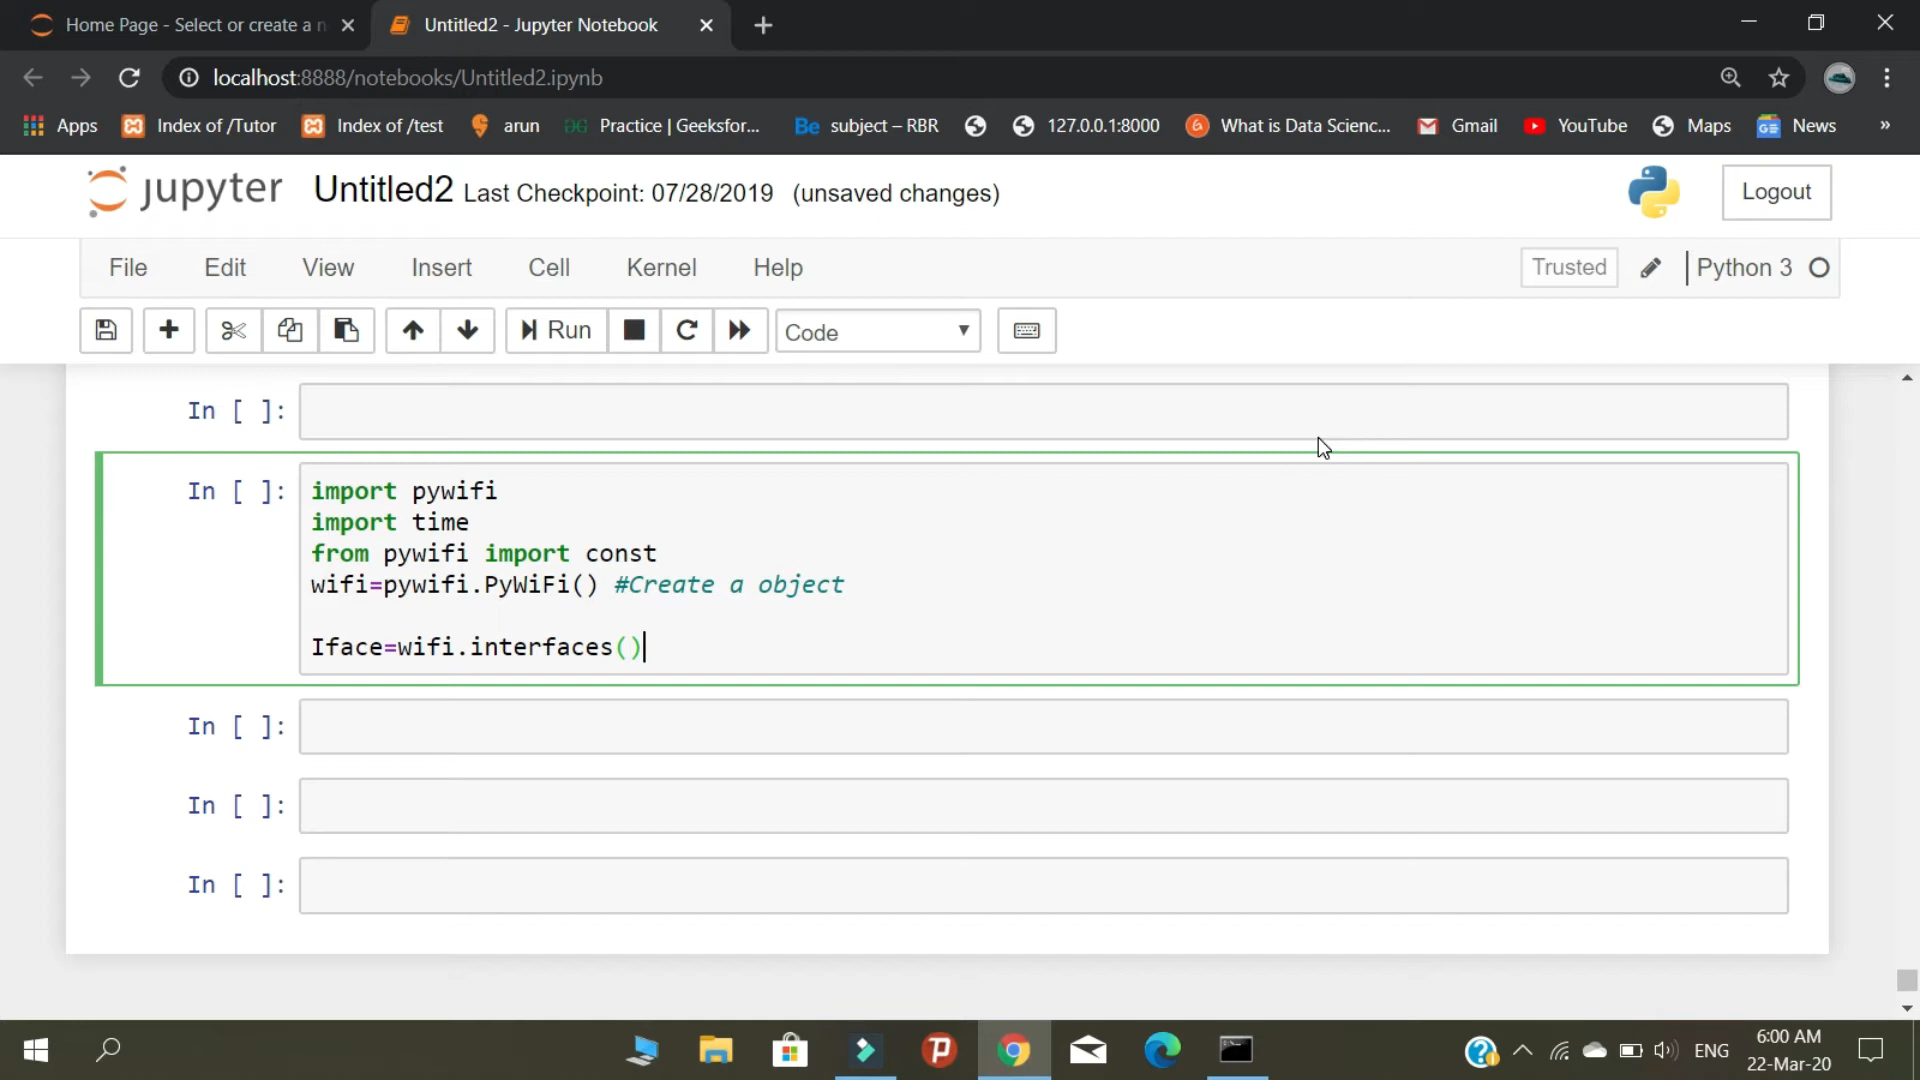 Home Page - Select or create a n
Untitled2 - Jupyter Notebook
localhost:8888/notebooks/Untitled2.ipynb
Apps
Index of /Tutor
Index of /test
arun
Practice | Geeksfor...
Be subject – RBR
127.0.0.1:8000
What is Data Scienc...
Gmail
YouTube
Maps
GE News
»
jupyter Untitled2 Last Checkpoint: 07/28/2019 (unsaved changes)
Logout
File Edit View Insert Cell Kernel Help
Trusted
Python 3
Run
Code
In [ ]:
In [ ]: import pywifi
import time
from pywifi import const
wifi=pywifi.PyWiFi() #Create a object
Iface=wifi.interfaces()
In [ ]:
In [ ]:
In [ ]:
ENG
6:00 AM
22-Mar-20